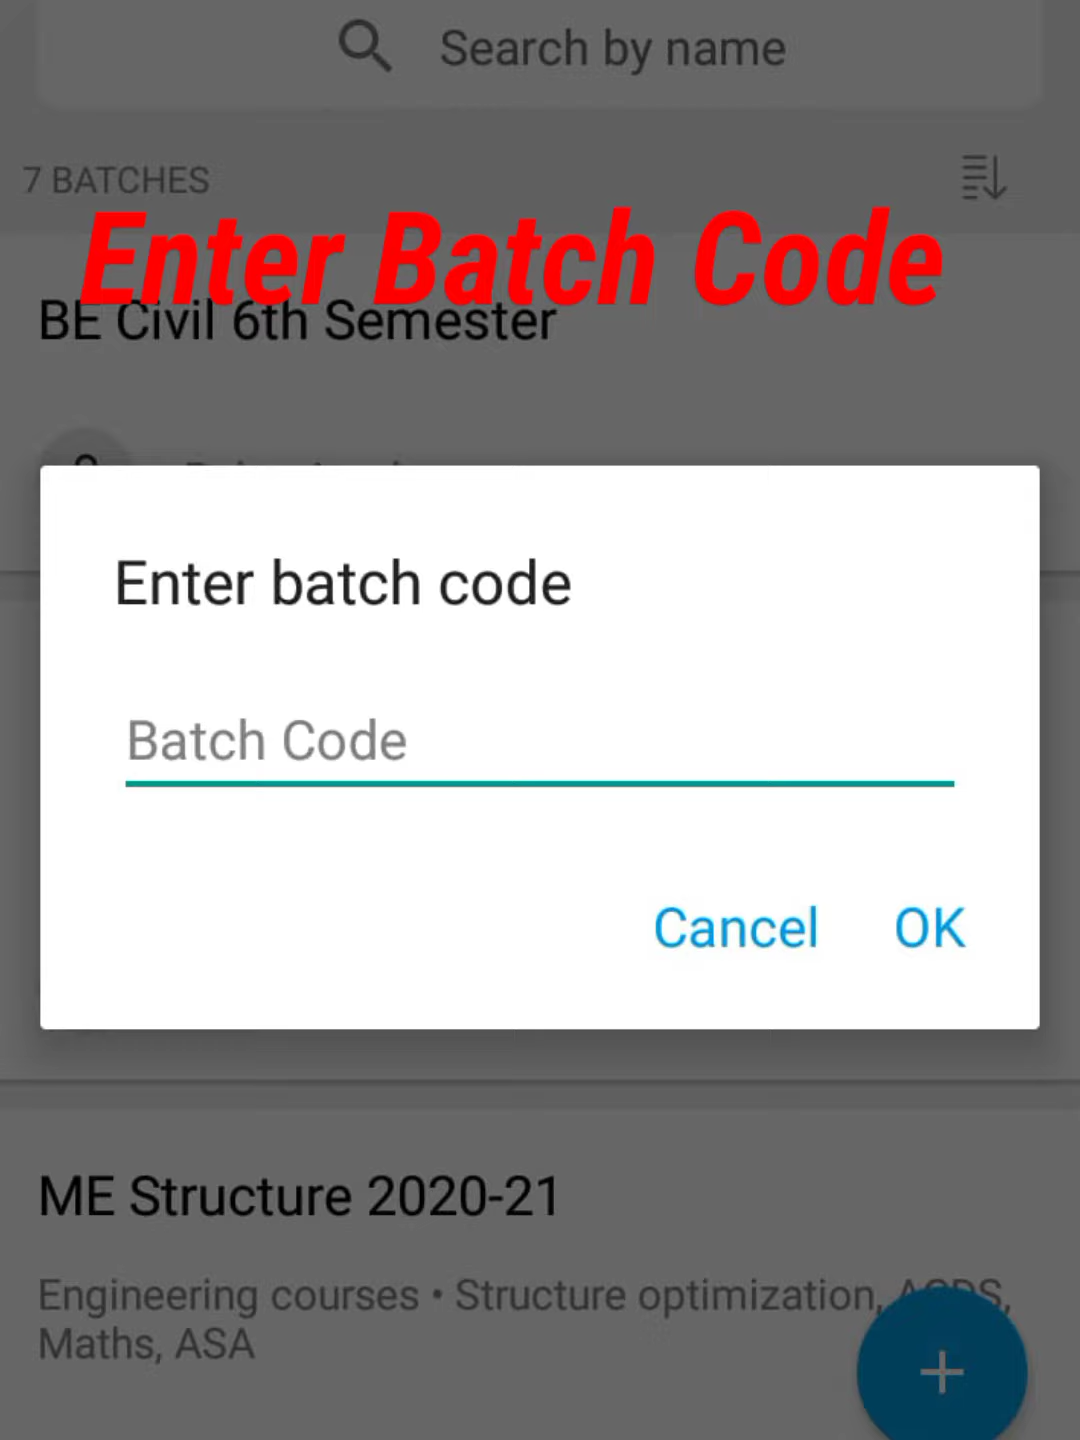 Search by name
7 BATCHES
Enter Batch Code
BE Civil 6th Semester
Enter batch code
Batch Code
Cancel OK
ME Structure 2020-21
Engineering courses • Structure optimization,
Maths, ASA